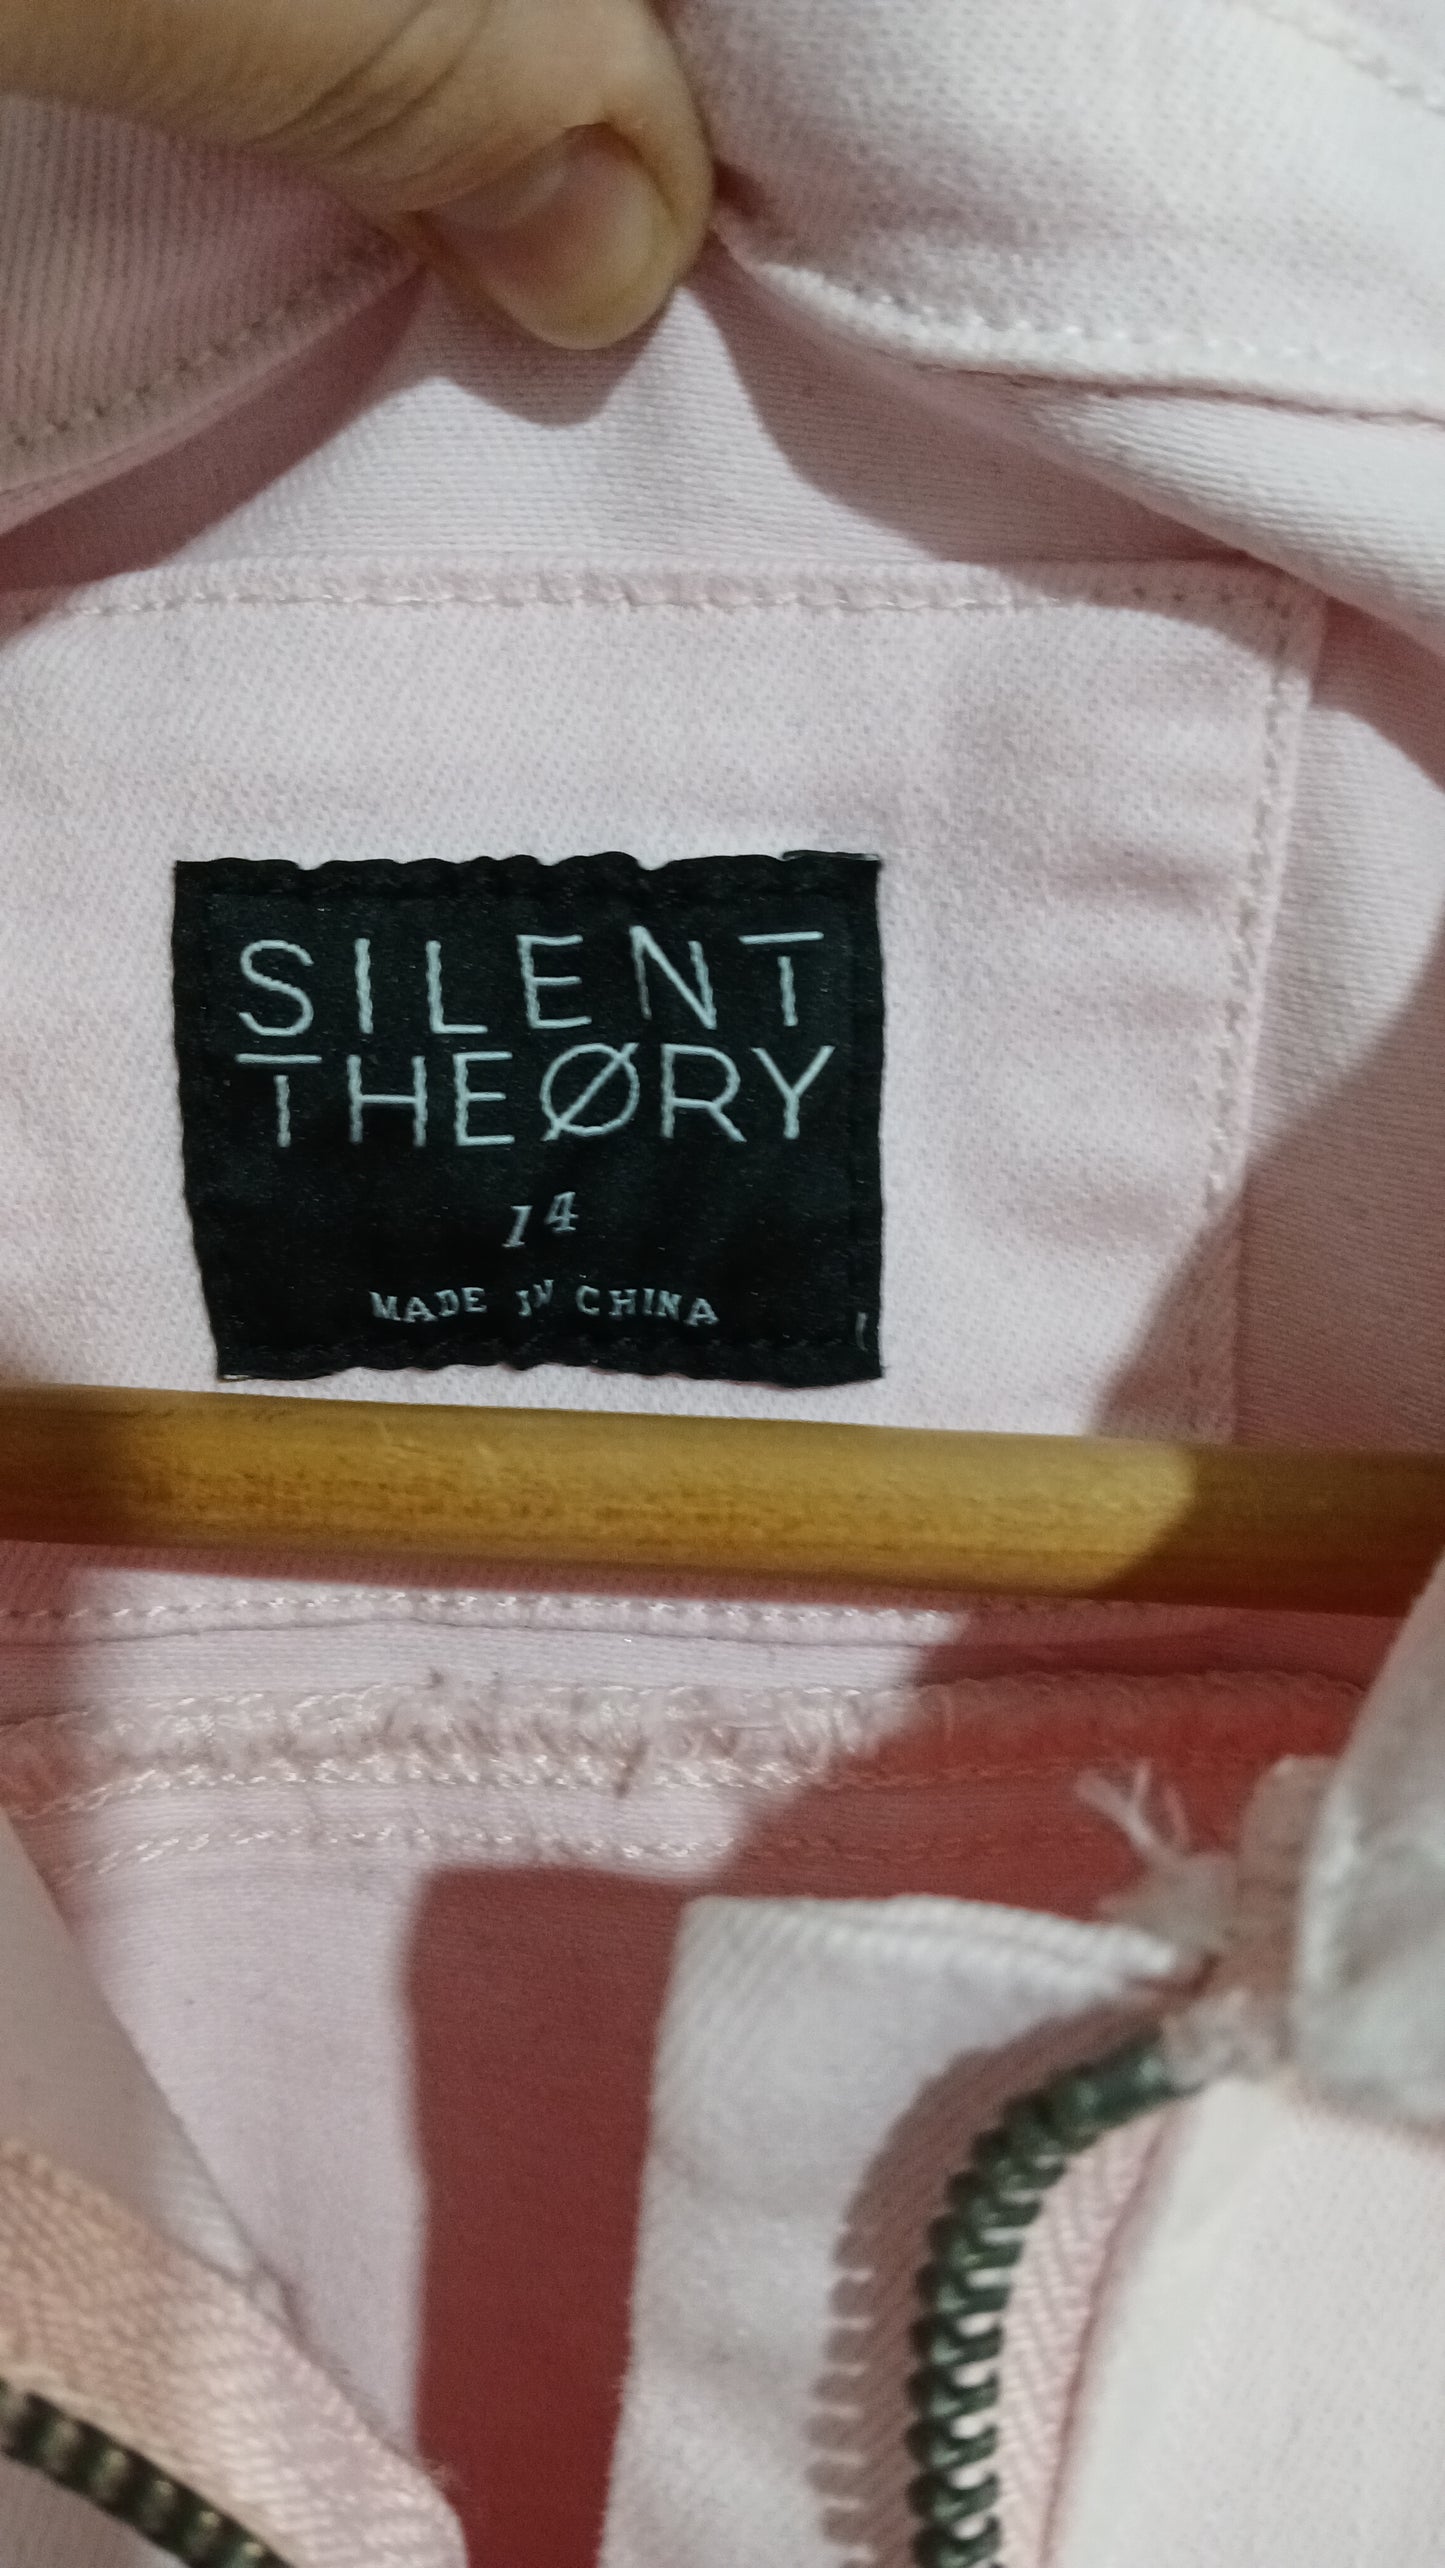 SILENT
THEØRY
14
MADE IN CHINA